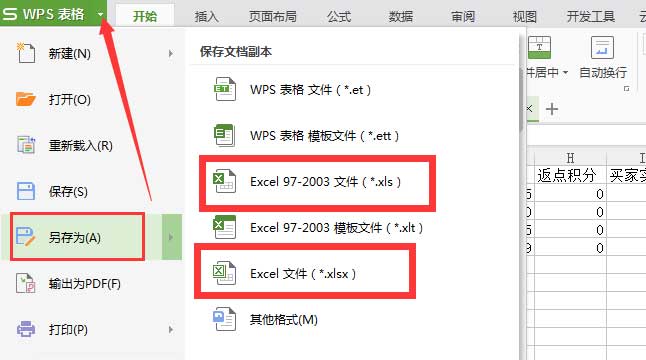 S WPS 表格
开始
插入
页面布局
公式
数据
审阅
视图
开发工具
新建(N)
打开(O)
重新载入(R)
保存(S)
另存为(A)
输出为PDF(F)
打印(P)
保存文档副本
WPS 表格 文件 ( *.et )
WPS 表格 模板文件 ( *.ett )
Excel 97-2003 文件 ( *.xls )
Excel 97-2003 模板文件 ( *.xlt )
Excel 文件 ( *.xlsx )
其他格式(M)
居中
自动换行
H
返点积分
买家实
5 0
0 0
5 0
9 0